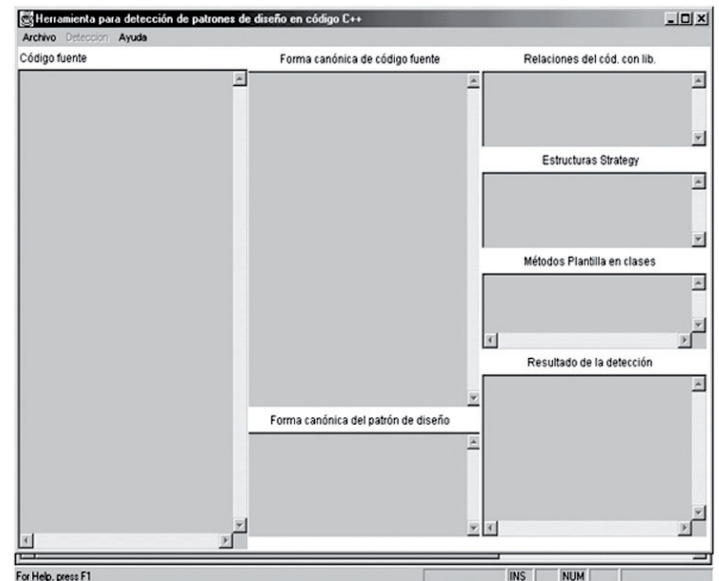 Herramienta para detección de patrones de diseño en código C++
Archivo Deteccion Ayuda
Código fuente
Forma canónica de código fuente
Relaciones del cód. con lib.
Estructuras Strategy
Métodos Plantilla en clases
Resultado de la detección
Forma canónica del patrón de diseño
For Help, press F1
INS
NUM